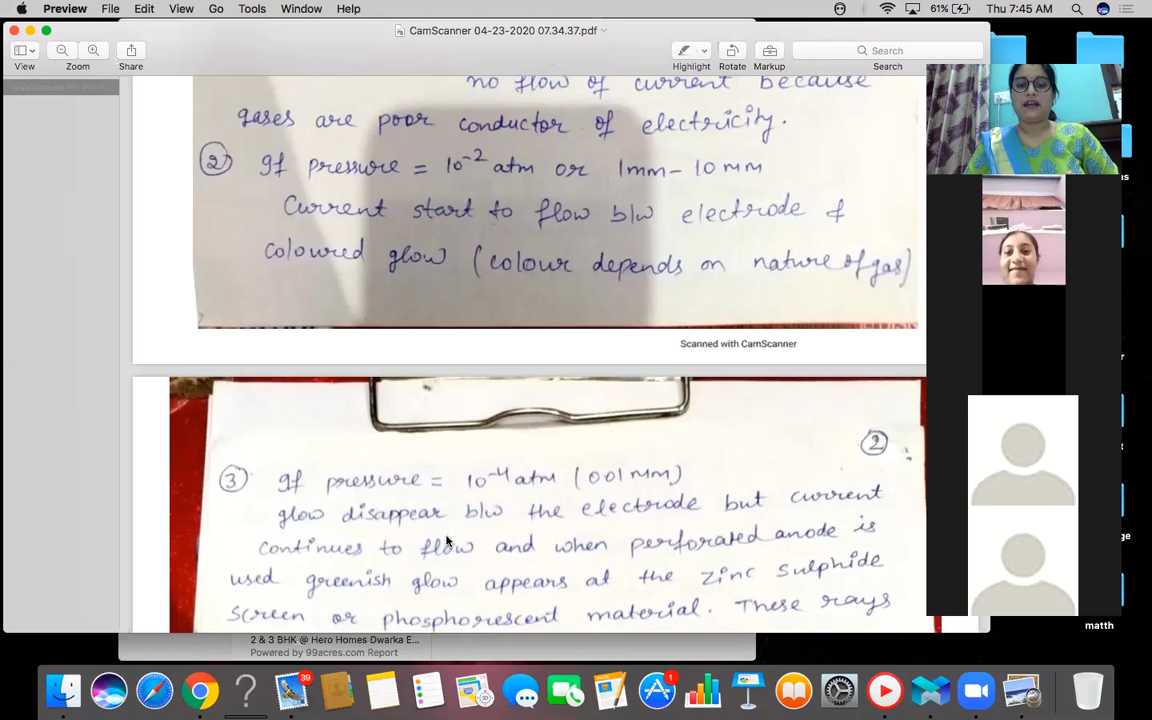 Preview File Edit View Go Tools Window Help
61% Thu 7:45 AM
CamScanner 04-23-2020 07.34.37.pdf
View Zoom Share Highlight Rotate Markup Search
Search
no flow of current because
gases are poor conductor of electricity.
② If pressure = 10⁻² atm or 1mm - 10 mm
Current start to flow b/w electrode &
coloured glow (colour depends on nature of gas)
Scanned with CamScanner
②
③ If pressure = 10⁻⁴ atm (001 mm)
glow disappear b/w the electrode but current
continues to flow and when perforated anode is
used greenish glow appears at the zinc sulphide
screen or phosphorescent material. These rays
matth
2 & 3 BHK @ Hero Homes Dwarka E...
Powered by 99acres.com Report
39
1